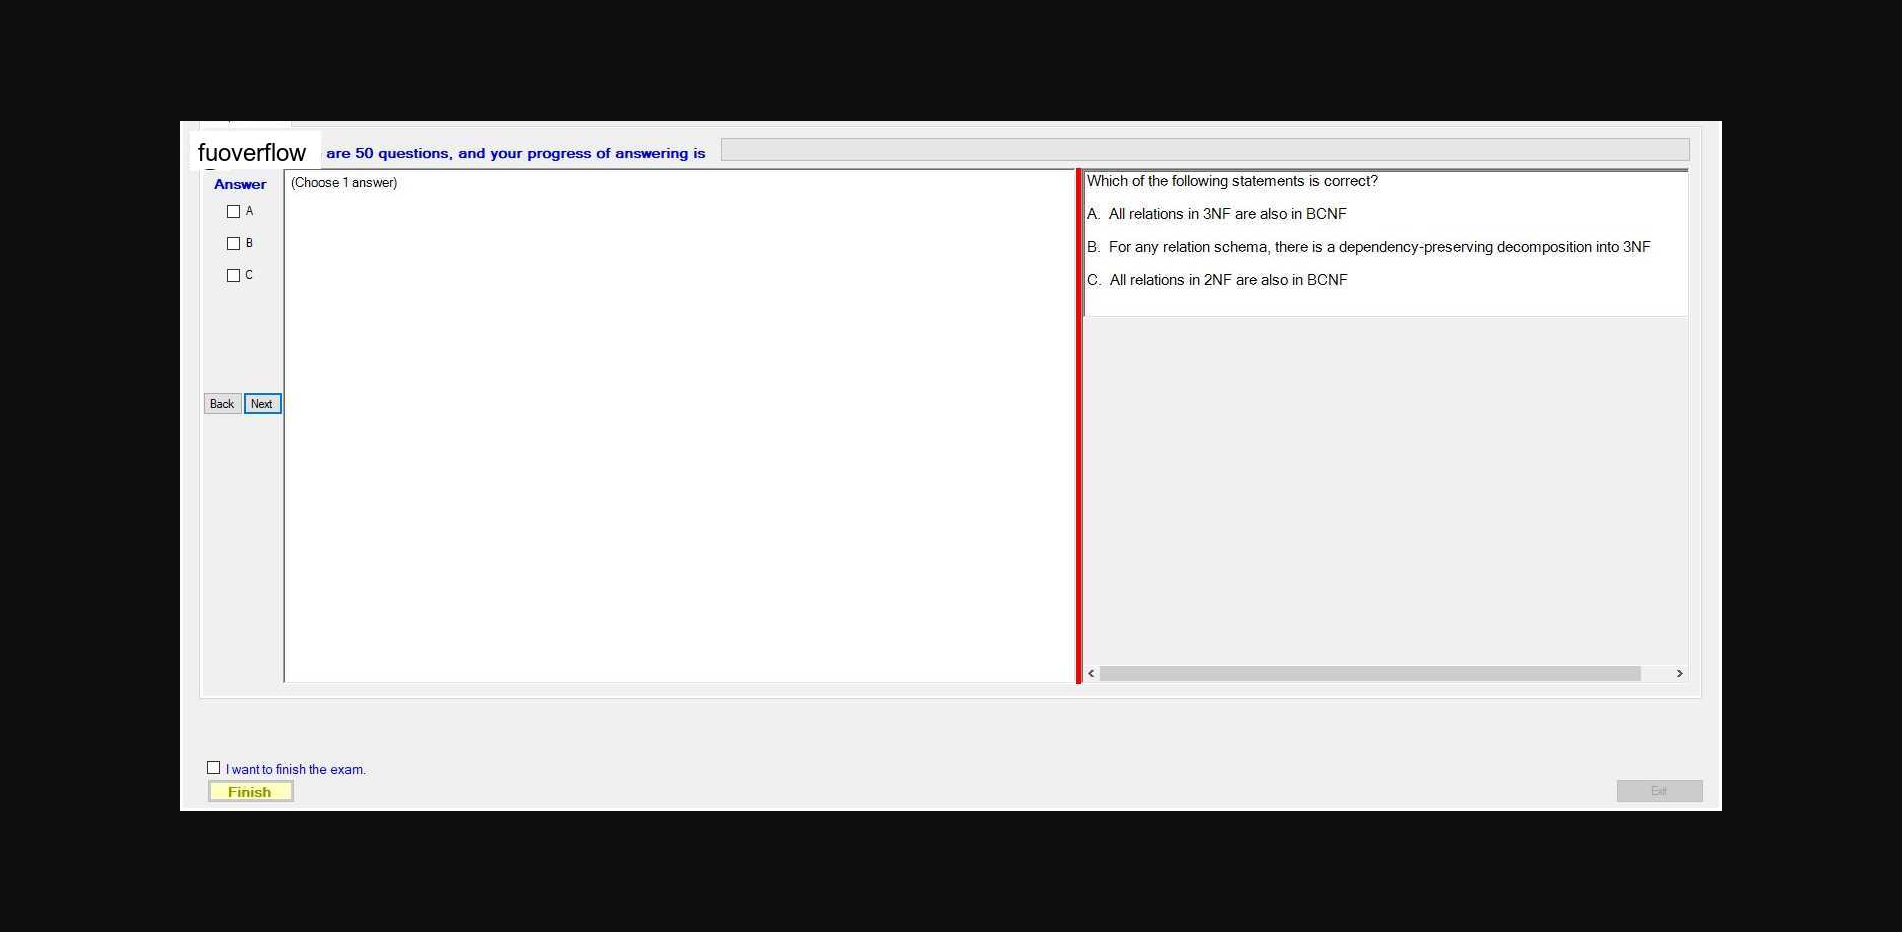 fuoverflow are 50 questions, and your progress of answering is
Answer
A
B
C
Back Next
(Choose 1 answer)
Which of the following statements is correct?
A. All relations in 3NF are also in BCNF
B. For any relation schema, there is a dependency-preserving decomposition into 3NF
C. All relations in 2NF are also in BCNF
I want to finish the exam.
Finish
Exit